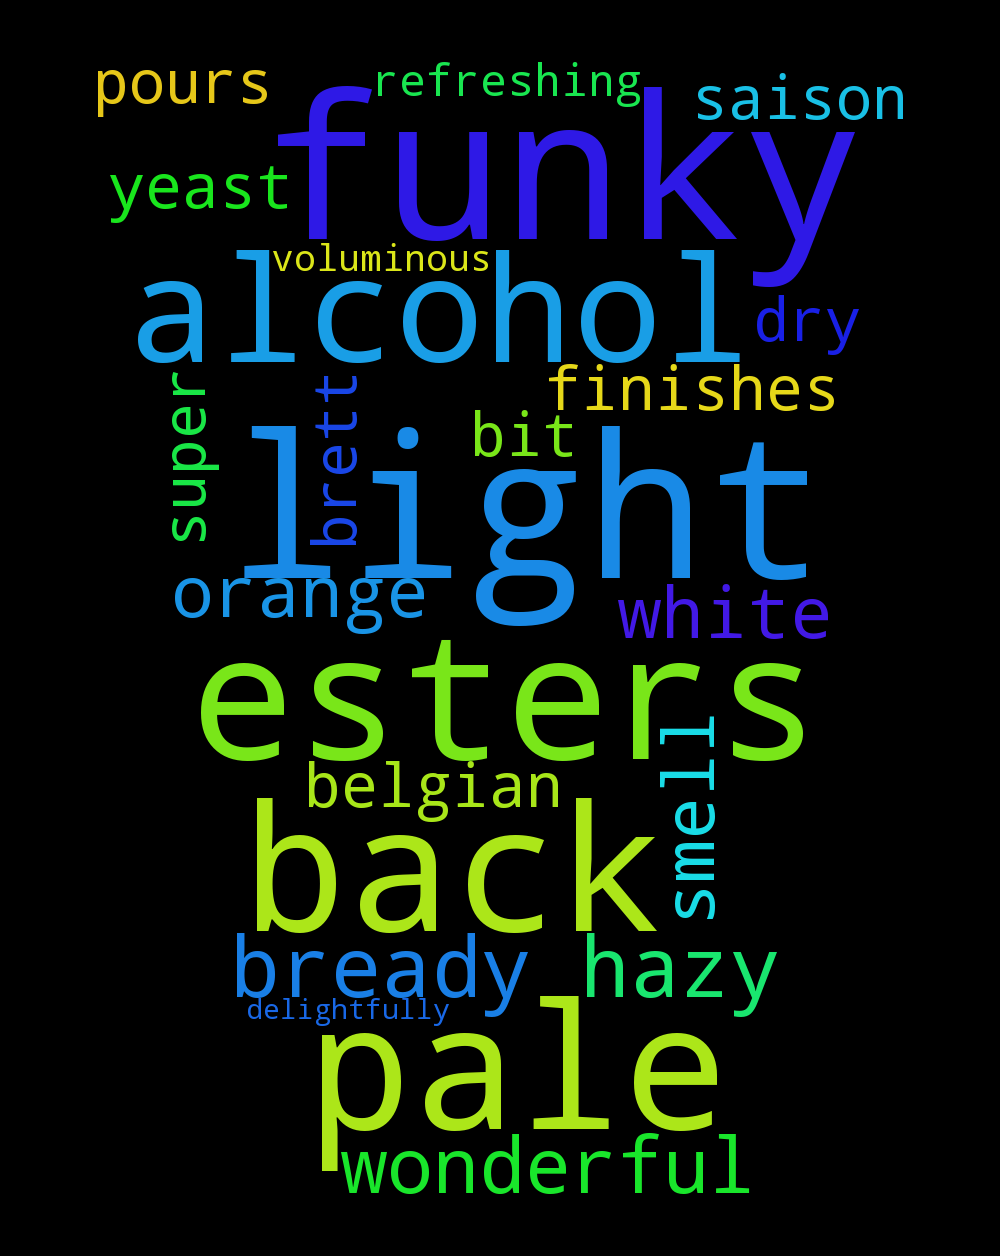 pours
refreshing
saison
funky
yeast
voluminous
alcohol
dry
finishes
super
brett
bit
light
orange
white
esters
smell
belgian
back
bready
hazy
delightfully
pale
wonderful